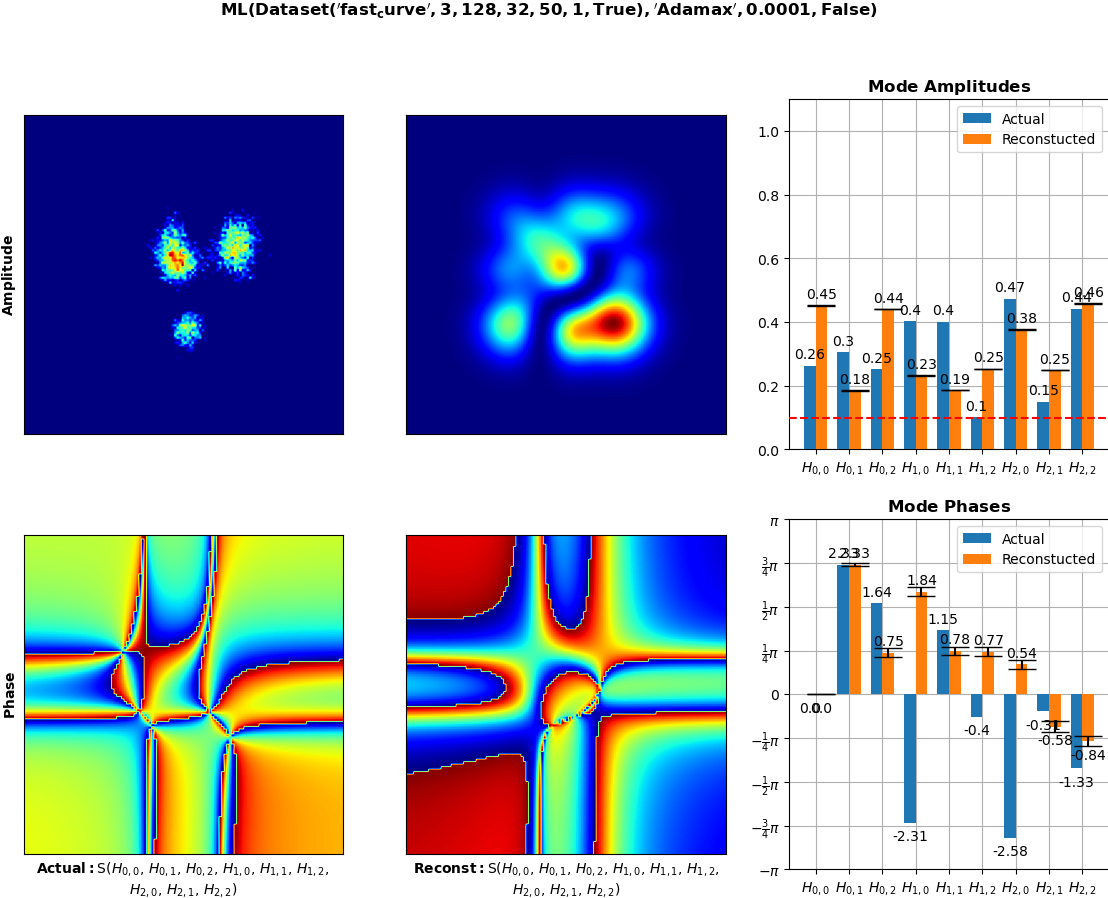 ML(Dataset('fast_curve', 3, 128, 32, 50, 1, True), 'Adamax', 0.0001, False)
Mode Amplitudes
Amplitude
Actual
Reconstucted
1.0
0.8
0.6
0.4
0.2
0.0
0.26 0.3 0.25 0.4 0.4 0.1 0.47 0.15 0.44
0.45 0.18 0.44 0.23 0.19 0.25 0.38 0.25 0.46
H0,0 H0,1 H0,2 H1,0 H1,1 H1,2 H2,0 H2,1 H2,2
Mode Phases
Phase
Actual
Reconstucted
π
3/4π
1/2π
1/4π
0
−1/4π
−1/2π
−3/4π
−π
0.0 2.33 1.64 -2.31 1.15 -0.4 -2.58 -1.33
0.0 2.33 0.75 1.84 0.78 0.77 0.54 -0.58 -0.84
H0,0 H0,1 H0,2 H1,0 H1,1 H1,2 H2,0 H2,1 H2,2
Actual: S(H0,0, H0,1, H0,2, H1,0, H1,1, H1,2,
H2,0, H2,1, H2,2)
Reconst: S(H0,0, H0,1, H0,2, H1,0, H1,1, H1,2,
H2,0, H2,1, H2,2)